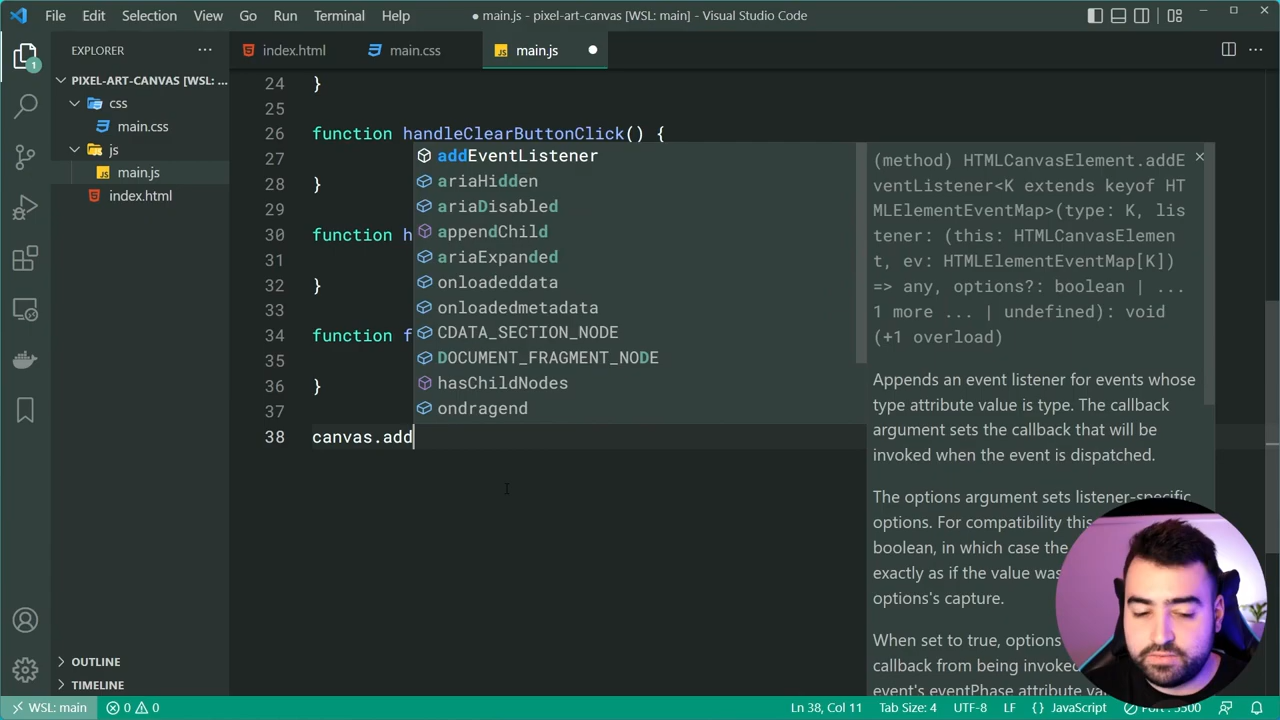 File Edit Selection View Go Run Terminal Help
● main.js - pixel-art-canvas [WSL: main] - Visual Studio Code
EXPLORER
index.html
main.css
main.js
PIXEL-ART-CANVAS [WSL: ...
css
main.css
js
main.js
index.html
24 }
25
26 function handleClearButtonClick() {
27
28 }
29
30 function h
31
32 }
33
34 function f
35
36 }
37
38 canvas.add
addEventListener
ariaHidden
ariaDisabled
appendChild
ariaExpanded
onloadeddata
onloadedmetadata
CDATA_SECTION_NODE
DOCUMENT_FRAGMENT_NODE
hasChildNodes
ondragend
(method) HTMLCanvasElement.addE
ventListener<K extends keyof HT
MLElementEventMap>(type: K, lis
tener: (this: HTMLCanvasElemen
t, ev: HTMLElementEventMap[K])
=> any, options?: boolean | ...
1 more ... | undefined): void
(+1 overload)
Appends an event listener for events whose
type attribute value is type. The callback
argument sets the callback that will be
invoked when the event is dispatched.
The options argument sets listener-specific
options. For compatibility this
boolean, in which case the
exactly as if the value was
options's capture.
When set to true, options
callback from being invoked
event's eventPhase attribute
OUTLINE
TIMELINE
1
WSL: main
0
0
Ln 38, Col 11
Tab Size: 4
UTF-8
LF
{ } JavaScript